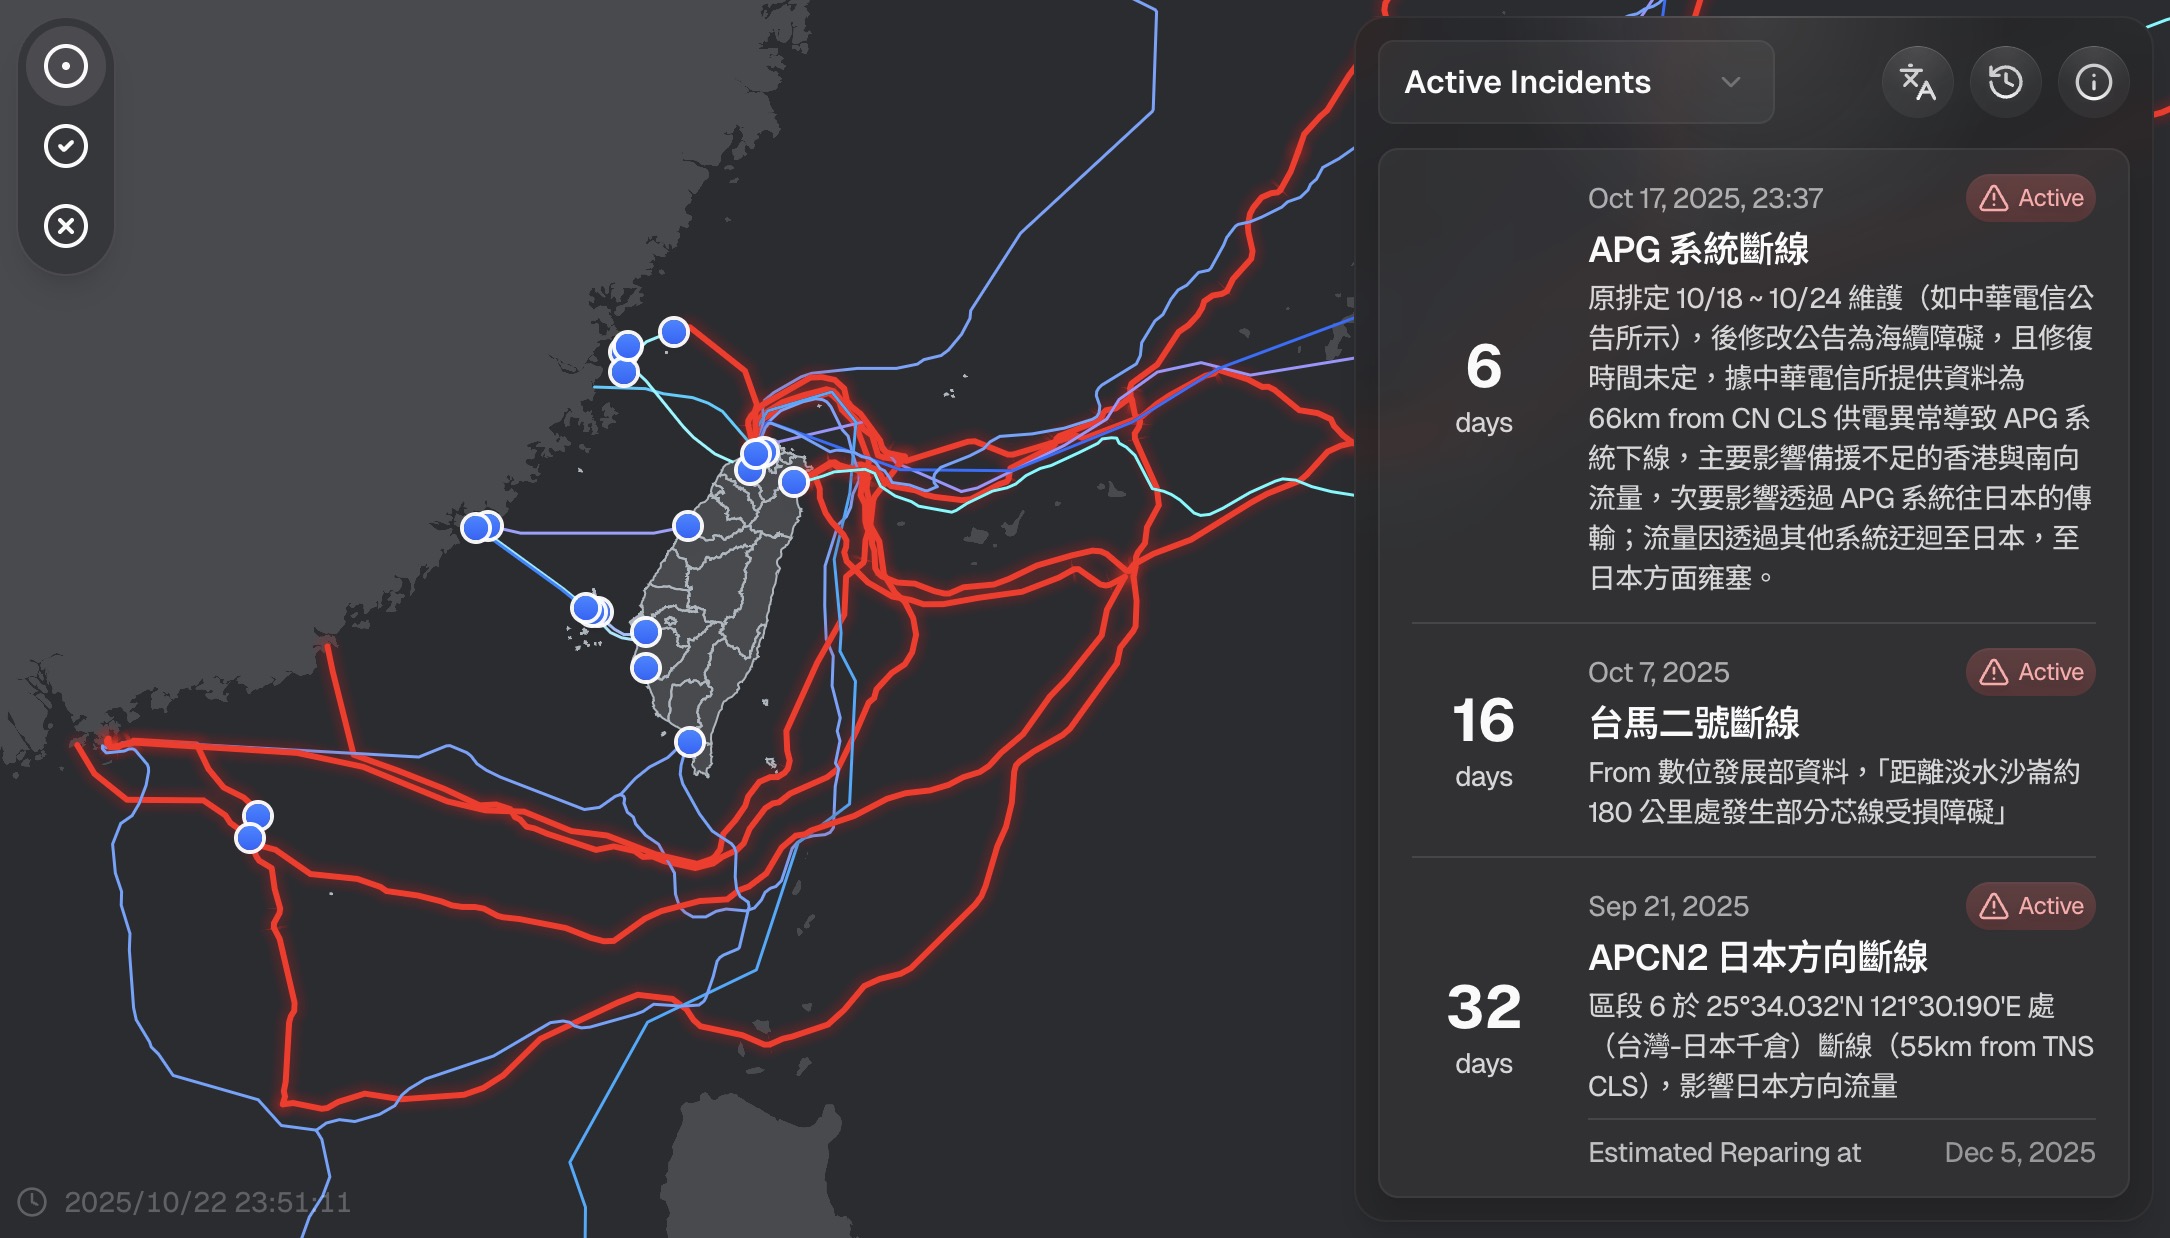 Active Incidents
Oct 17, 2025, 23:37
Active
APG 系統斷線
原排定 10/18 ~ 10/24 維護（如中華電信公
告所示），後修改公告為海纜障礙，且修復
時間未定，據中華電信所提供資料為
66km from CN CLS 供電異常導致 APG 系
統下線，主要影響備援不足的香港與南向
流量，次要影響透過 APG 系統往日本的傳
輸；流量因透過其他系統迂迴至日本，至
日本方面雍塞。
6
days
Oct 7, 2025
Active
台馬二號斷線
From 數位發展部資料，「距離淡水沙崙約
180 公里處發生部分芯線受損障礙」
16
days
Sep 21, 2025
Active
APCN2 日本方向斷線
區段 6 於 25°34.032'N 121°30.190'E 處
（台灣-日本千倉）斷線（55km from TNS
CLS），影響日本方向流量
32
days
Estimated Reparing at
Dec 5, 2025
2025/10/22 23:51:11